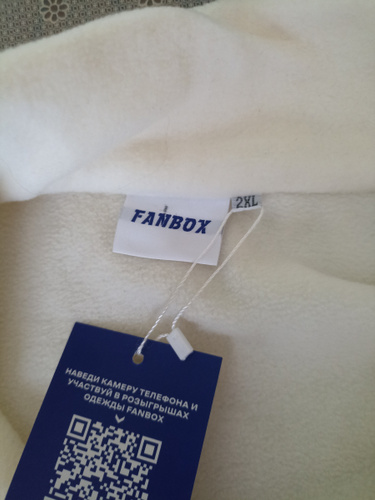 FANBOX
2XL
НАВЕДИ КАМЕРУ ТЕЛЕФОНА И
УЧАСТВУЙ В РОЗЫГРЫШАХ
ОДЕЖДЫ FANBOX